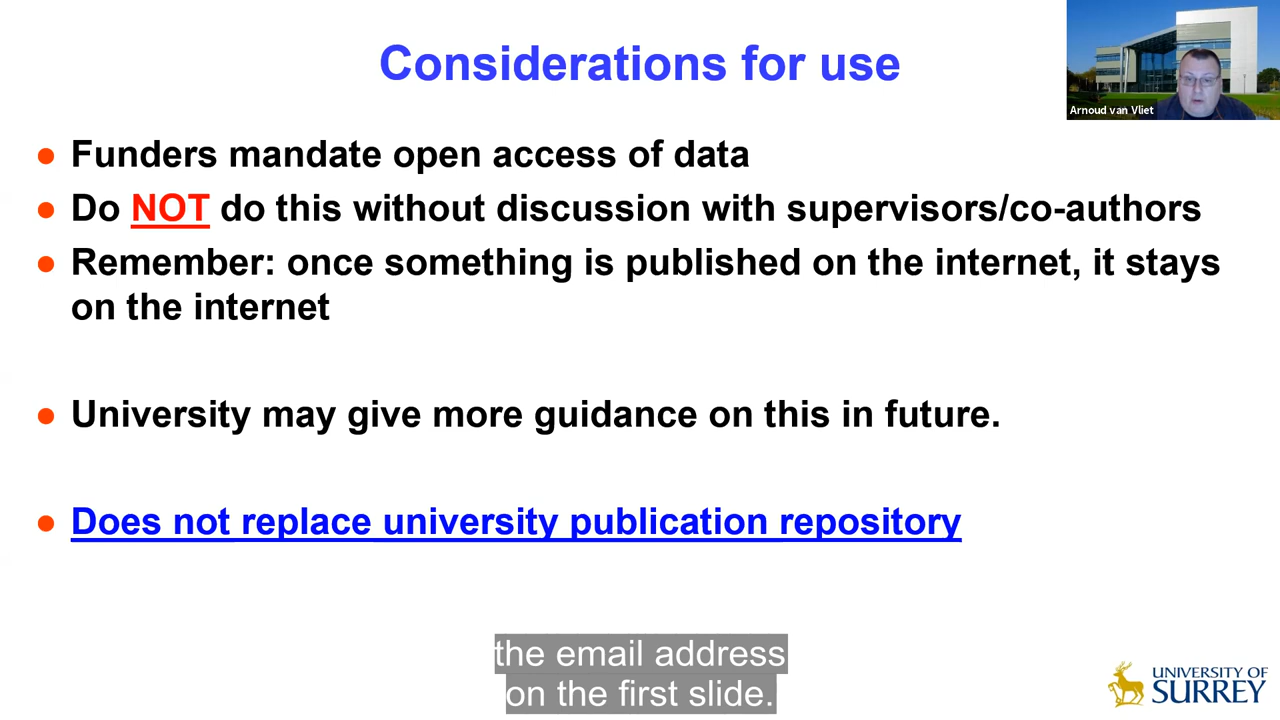 Considerations for use
Arnoud van Vliet
● Funders mandate open access of data
● Do NOT do this without discussion with supervisors/co-authors
● Remember: once something is published on the internet, it stays
on the internet
● University may give more guidance on this in future.
● Does not replace university publication repository
the email address
on the first slide.
UNIVERSITY OF
SURREY